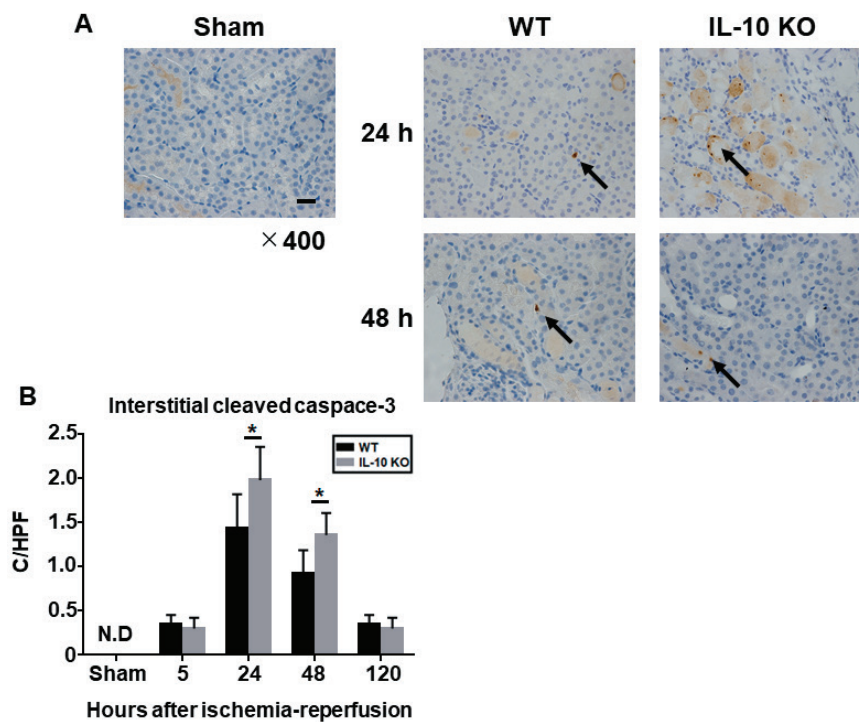 A
Sham
WT
IL-10 KO
24 h
×400
48 h
B
Interstitial cleaved caspace-3
2.5
2.0
1.5
1.0
0.5
0
C/HPF
*
*
WT
IL-10 KO
N.D
Sham 5 24 48 120
Hours after ischemia-reperfusion